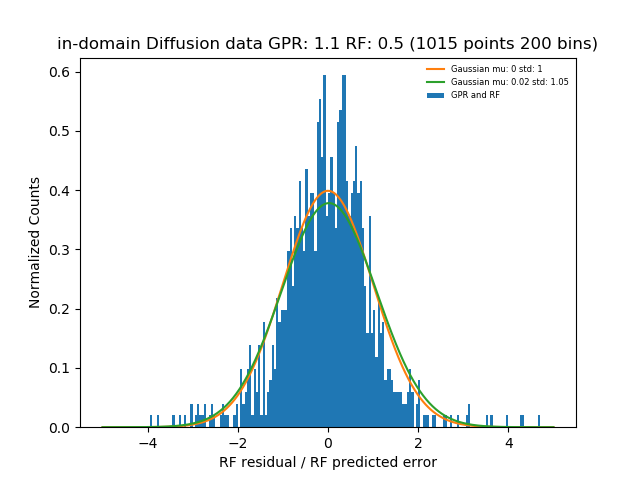 in-domain Diffusion data GPR: 1.1 RF: 0.5 (1015 points 200 bins)
Gaussian mu: 0 std: 1
Gaussian mu: 0.02 std: 1.05
GPR and RF
0.6
0.5
0.4
0.3
0.2
0.1
0.0
Normalized Counts
−4 −2 0 2 4
RF residual / RF predicted error